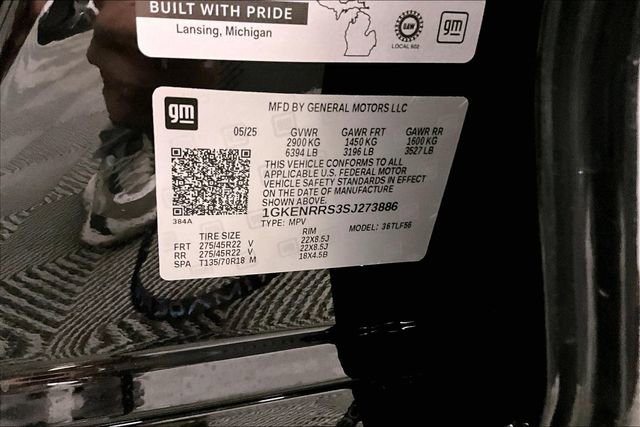 BUILT WITH PRIDE
Lansing, Michigan
UAW
LOCAL 602
gm
gm
MFD BY GENERAL MOTORS LLC
05/25 GVWR GAWR FRT GAWR RR
2900 KG 1450 KG 1600 KG
6394 LB 3196 LB 3527 LB
THIS VEHICLE CONFORMS TO ALL
APPLICABLE U.S. FEDERAL MOTOR
VEHICLE SAFETY STANDARDS IN EFFECT
ON THE DATE OF MANUFACTURE
SHOWN ABOVE.
384A
1GKENRRS3SJ273886
TYPE: MPV MODEL: 36TLF56
TIRE SIZE RIM
FRT 275/45R22 V 22X8.5J
RR 275/45R22 V 22X8.5J
SPA T135/70R18 M 18X4.5B